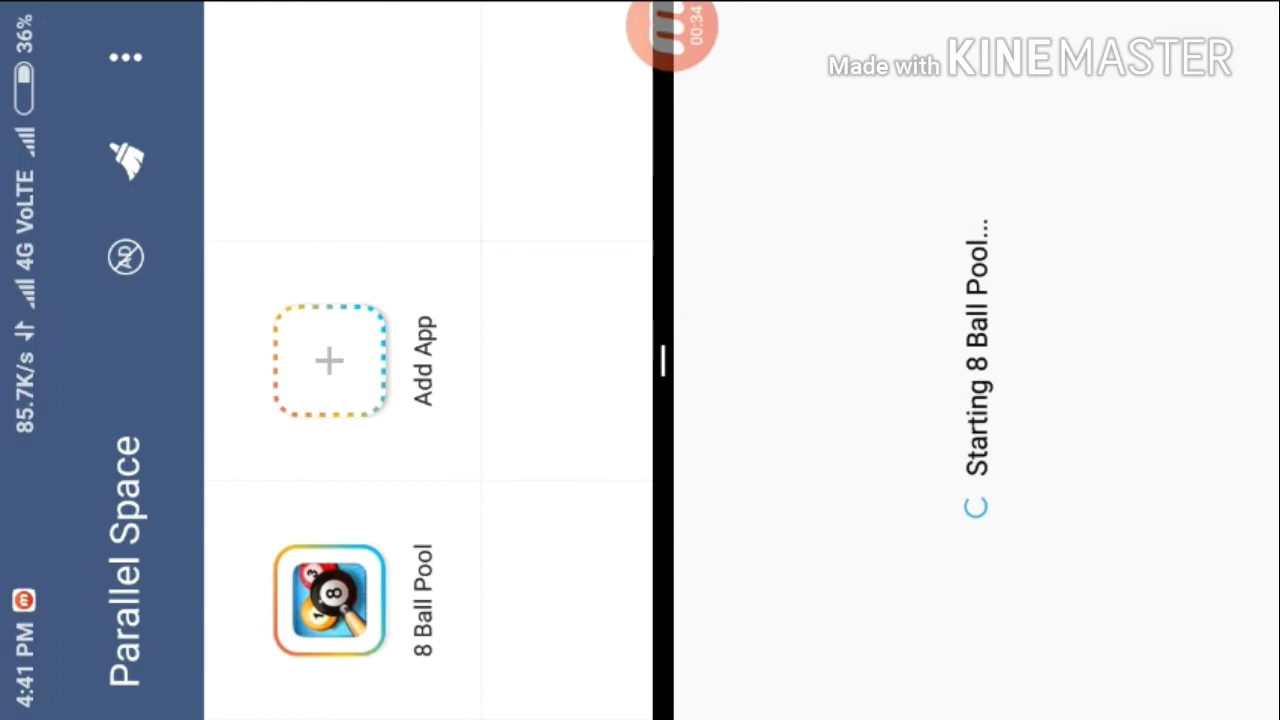 4:41 PM
85.7K/s
4G VoLTE
36%
Parallel Space
AD
8 Ball Pool
Add App
00:34
Made with KINEMASTER
Starting 8 Ball Pool...